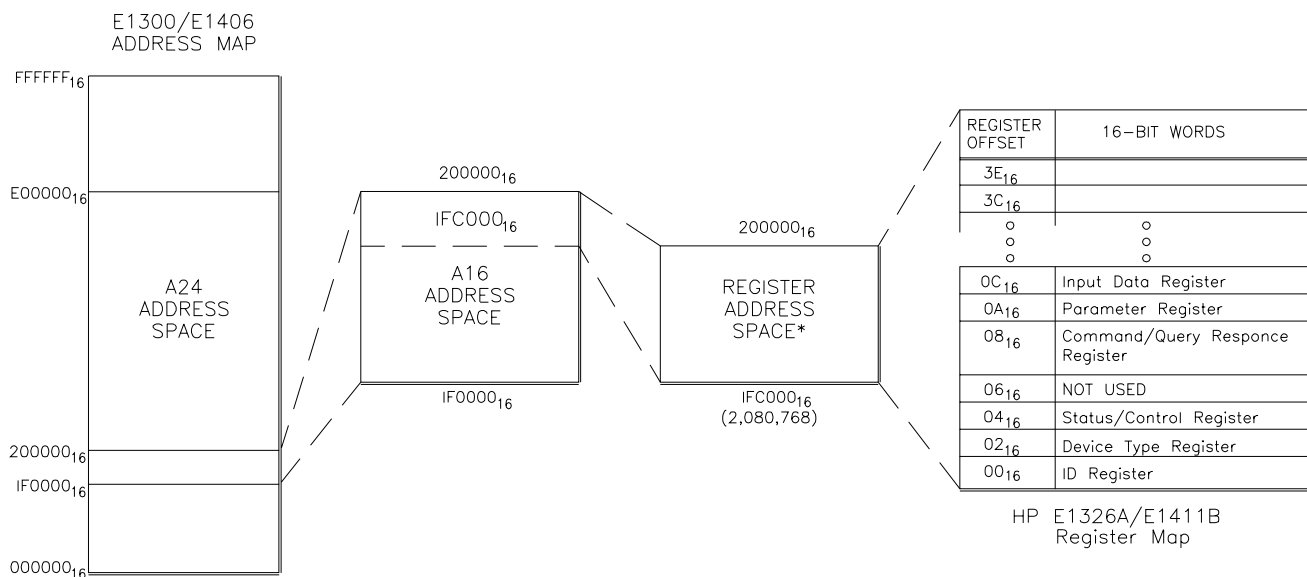 E1300/E1406
ADDRESS MAP
FFFFFF16
E0000016
A24
ADDRESS
SPACE
20000016
IF000016
00000016
20000016
IFC00016
A16
ADDRESS
SPACE
IF000016
20000016
REGISTER
ADDRESS
SPACE*
IFC00016
(2,080,768)
REGISTER
OFFSET
16-BIT WORDS
3E16
3C16
0C16 Input Data Register
0A16 Parameter Register
0816 Command/Query Responce
Register
0616 NOT USED
0416 Status/Control Register
0216 Device Type Register
0016 ID Register
HP E1326A/E1411B
Register Map